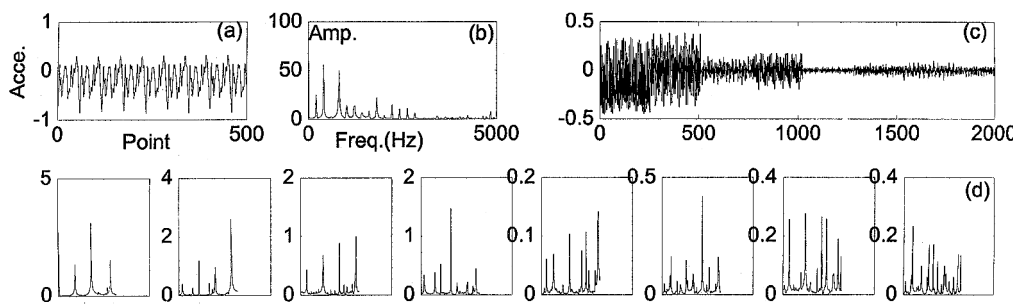 1 (a)
Acce. 0
-1
0 Point 500
100 Amp. (b)
50
0
0 Freq.(Hz) 5000
0.5 (c)
0
-0.5
0 500 1000 1500 2000
5 4 2 2 0.2 0.5 0.4 0.4 (d)
2 1 1 0.1 0.2 0.2
0 0 0 0 0 0 0 0